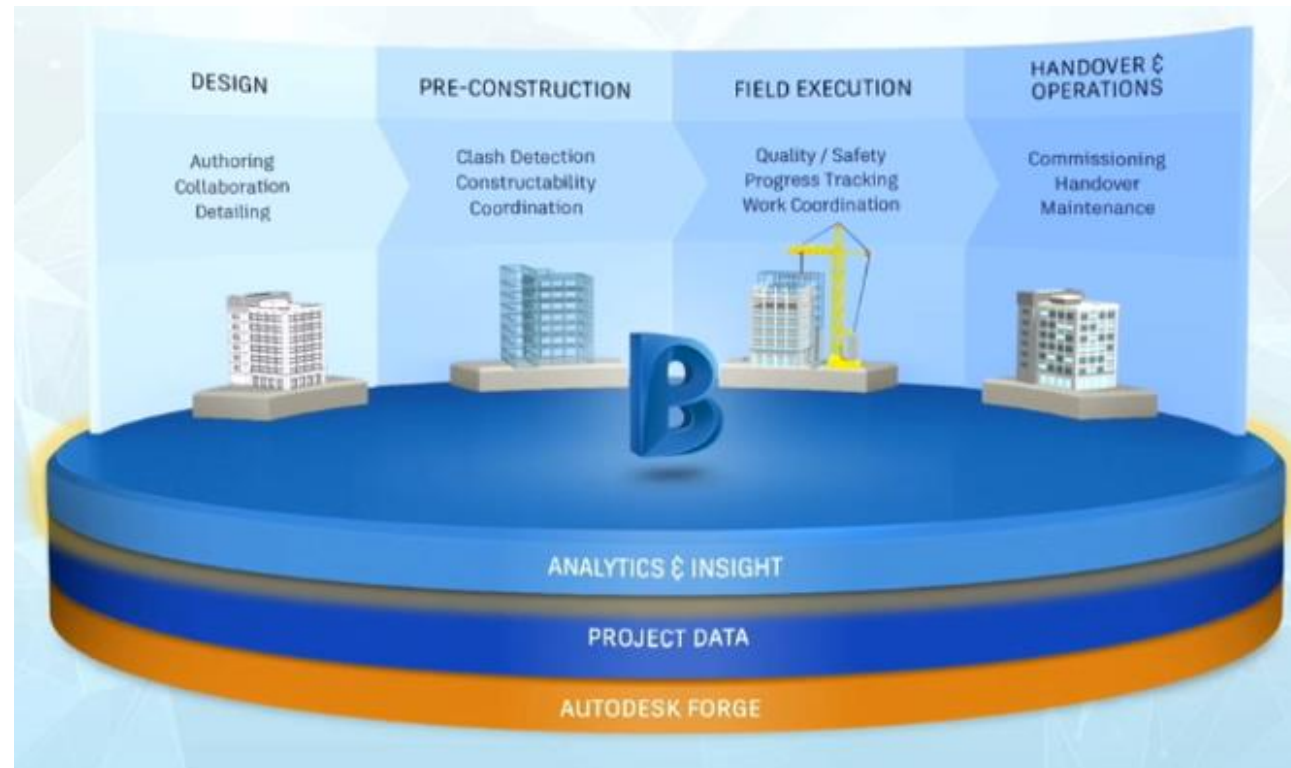 DESIGN
Authoring
Collaboration
Detailing
PRE-CONSTRUCTION
Clash Detection
Constructability
Coordination
FIELD EXECUTION
Quality / Safety
Progress Tracking
Work Coordination
HANDOVER &
OPERATIONS
Commissioning
Handover
Maintenance
B
ANALYTICS & INSIGHT
PROJECT DATA
AUTODESK FORGE